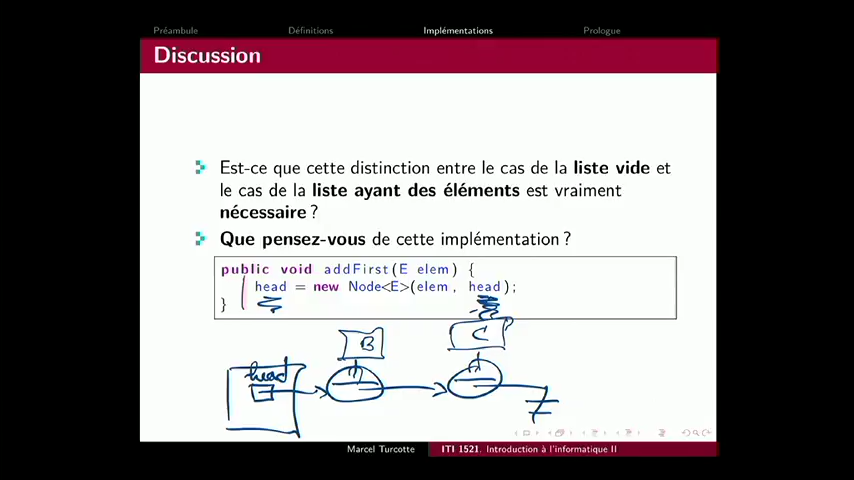 Préambule Définitions Implémentations Prologue
Discussion
Est-ce que cette distinction entre le cas de la liste vide et
le cas de la liste ayant des éléments est vraiment
nécessaire ?
Que pensez-vous de cette implémentation ?
public void addFirst(E elem) {
head = new Node<E>(elem, head);
}
B
C
head
Marcel Turcotte ITI 1521. Introduction à l'informatique II